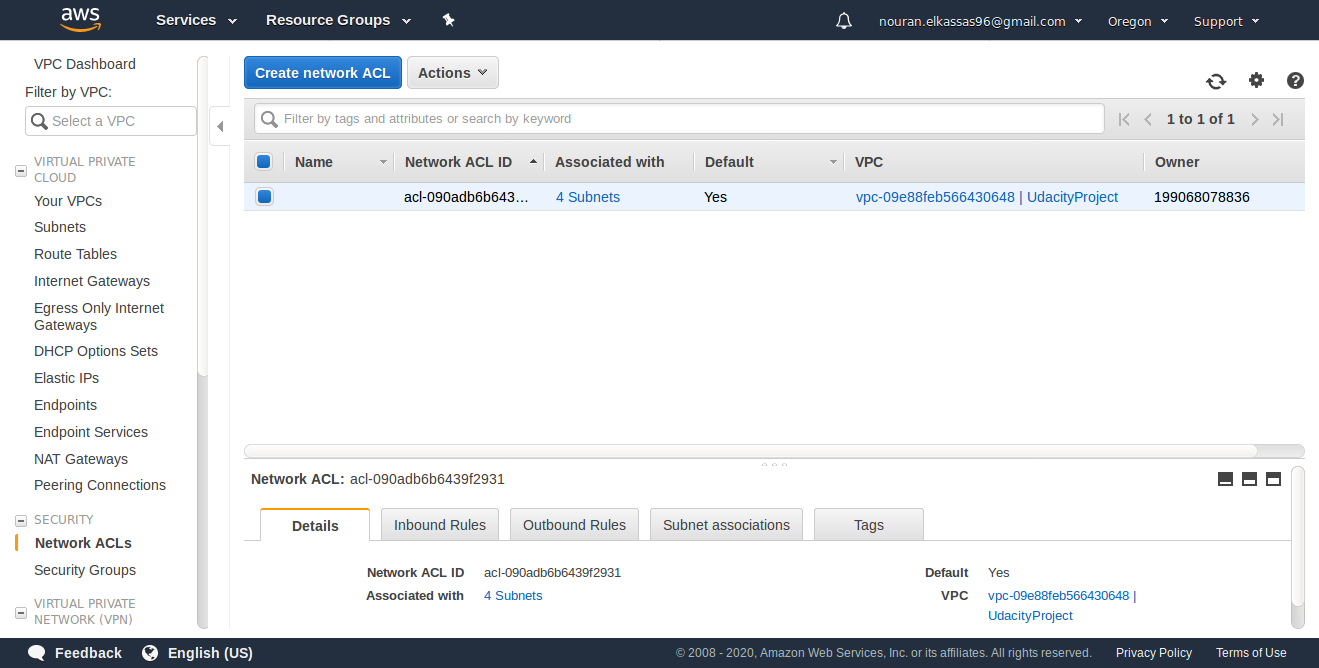 aws Services Resource Groups nouran.elkassas96@gmail.com Oregon Support
VPC Dashboard
Filter by VPC:
Select a VPC
VIRTUAL PRIVATE
CLOUD
Your VPCs
Subnets
Route Tables
Internet Gateways
Egress Only Internet
Gateways
DHCP Options Sets
Elastic IPs
Endpoints
Endpoint Services
NAT Gateways
Peering Connections
SECURITY
Network ACLs
Security Groups
VIRTUAL PRIVATE
NETWORK (VPN)
Create network ACL Actions
Filter by tags and attributes or search by keyword 1 to 1 of 1
Name Network ACL ID Associated with Default VPC Owner
acl-090adb6b643… 4 Subnets Yes vpc-09e88feb566430648 | UdacityProject 199068078836
Network ACL: acl-090adb6b6439f2931
Details Inbound Rules Outbound Rules Subnet associations Tags
Network ACL ID acl-090adb6b6439f2931 Default Yes
Associated with 4 Subnets VPC vpc-09e88feb566430648 |
UdacityProject
Feedback English (US) © 2008 - 2020, Amazon Web Services, Inc. or its affiliates. All rights reserved. Privacy Policy Terms of Use